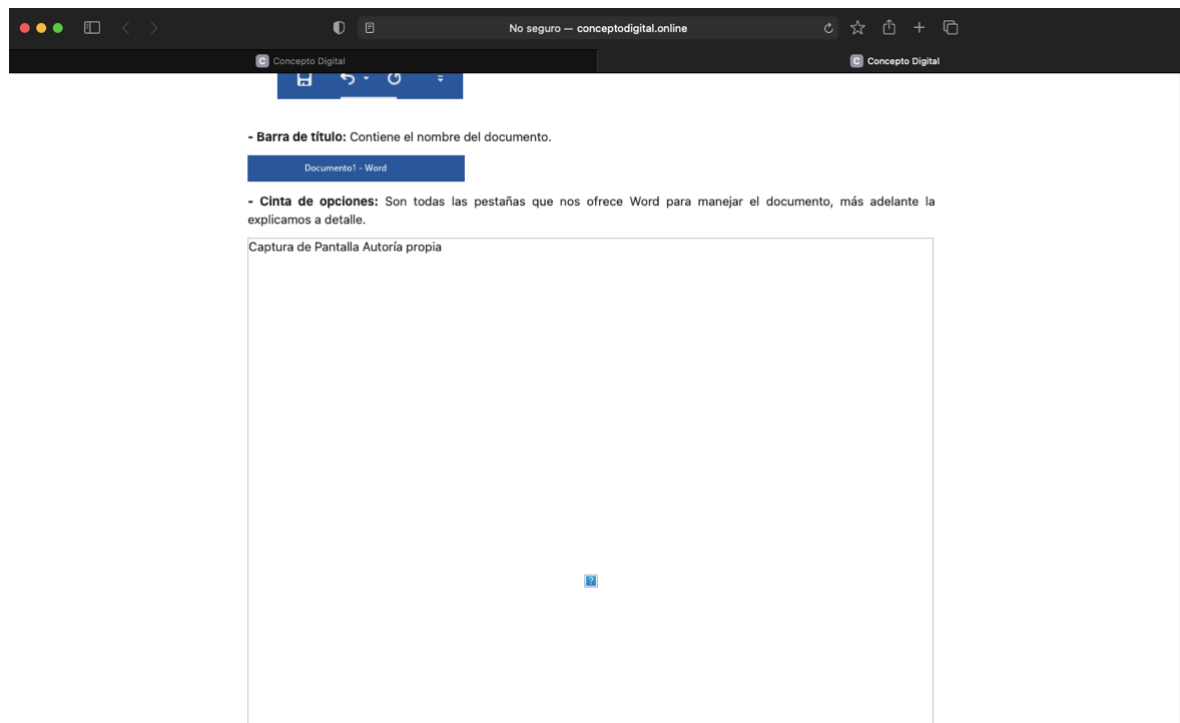 No seguro — conceptodigital.online
Concepto Digital
Concepto Digital
- Barra de título: Contiene el nombre del documento.
Documento1 - Word
- Cinta de opciones: Son todas las pestañas que nos ofrece Word para manejar el documento, más adelante la
explicamos a detalle.
Captura de Pantalla Autoría propia